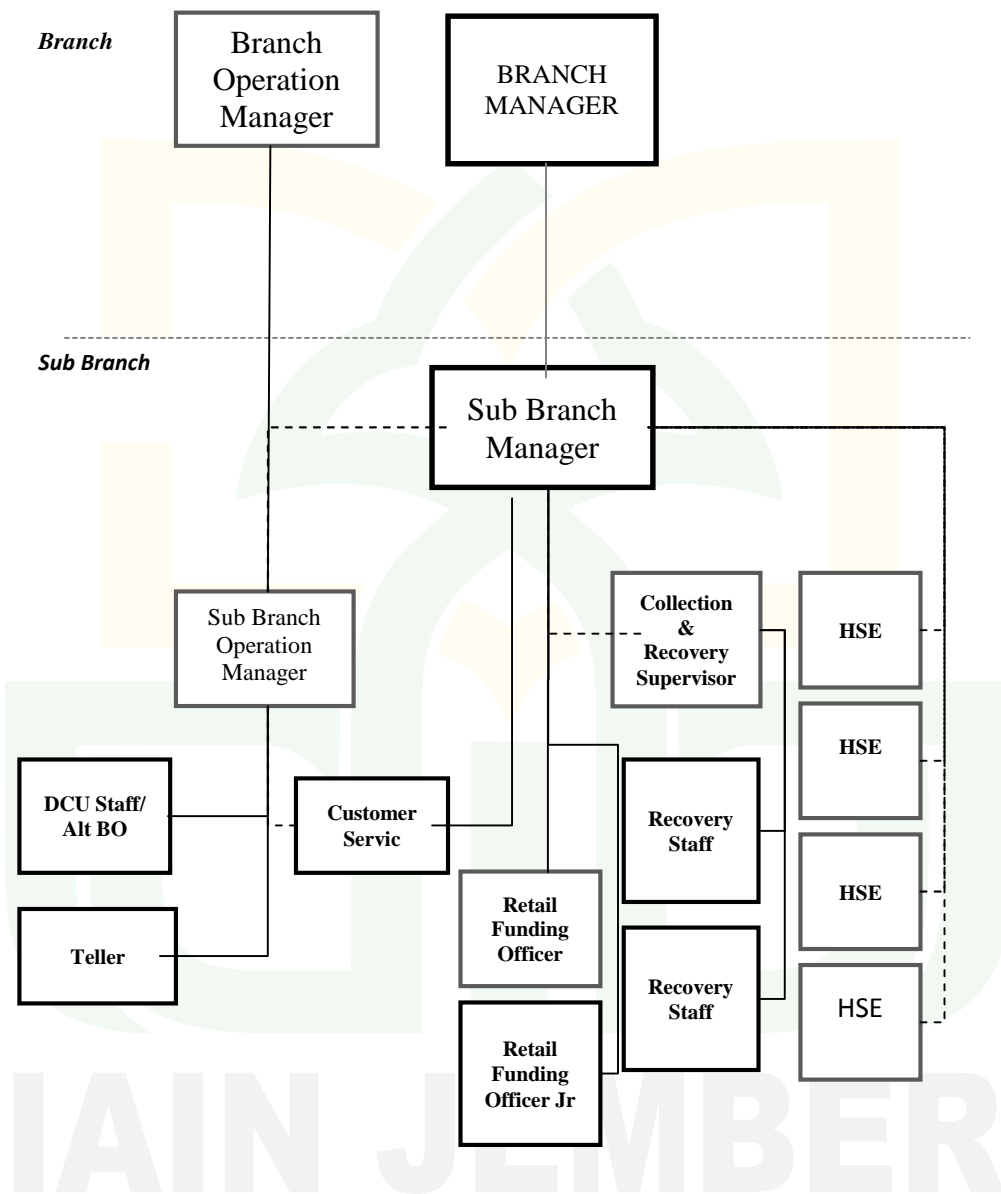 Branch
Branch
Operation
Manager
BRANCH
MANAGER
Sub Branch
Sub Branch
Manager
Sub Branch
Operation
Manager
Collection
&
Recovery
Supervisor
HSE
HSE
DCU Staff/
Alt BO
Customer
Servic
Recovery
Staff
HSE
Retail
Funding
Officer
Teller
Recovery
Staff
HSE
Retail
Funding
Officer Jr
IAIN JEMBER